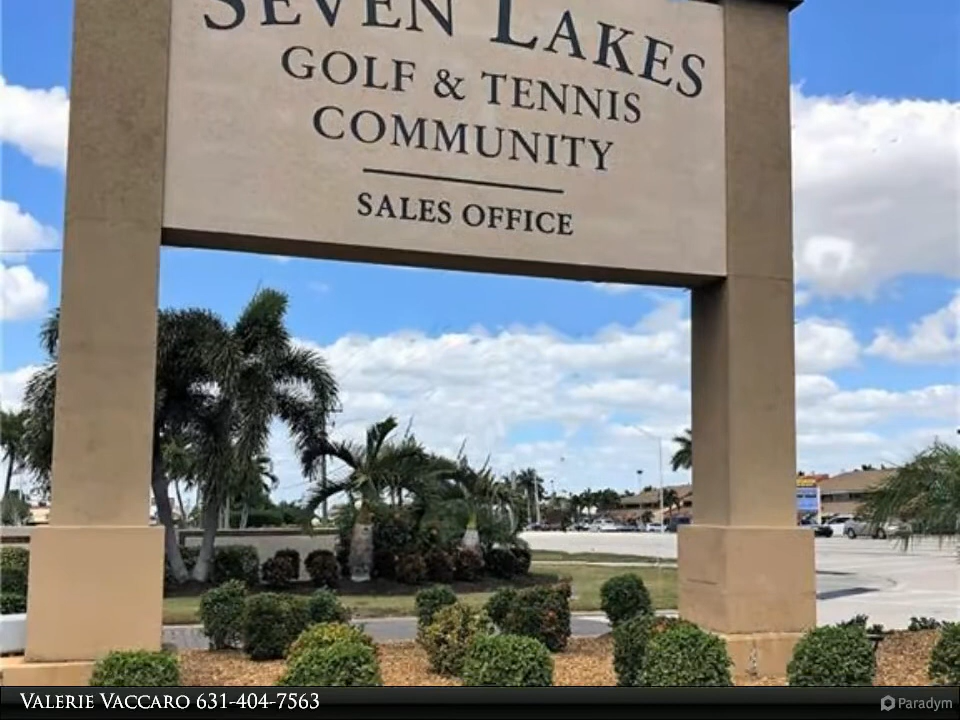 SEVEN LAKES
GOLF & TENNIS
COMMUNITY
SALES OFFICE
VALERIE VACCARO 631-404-7563
Paradym